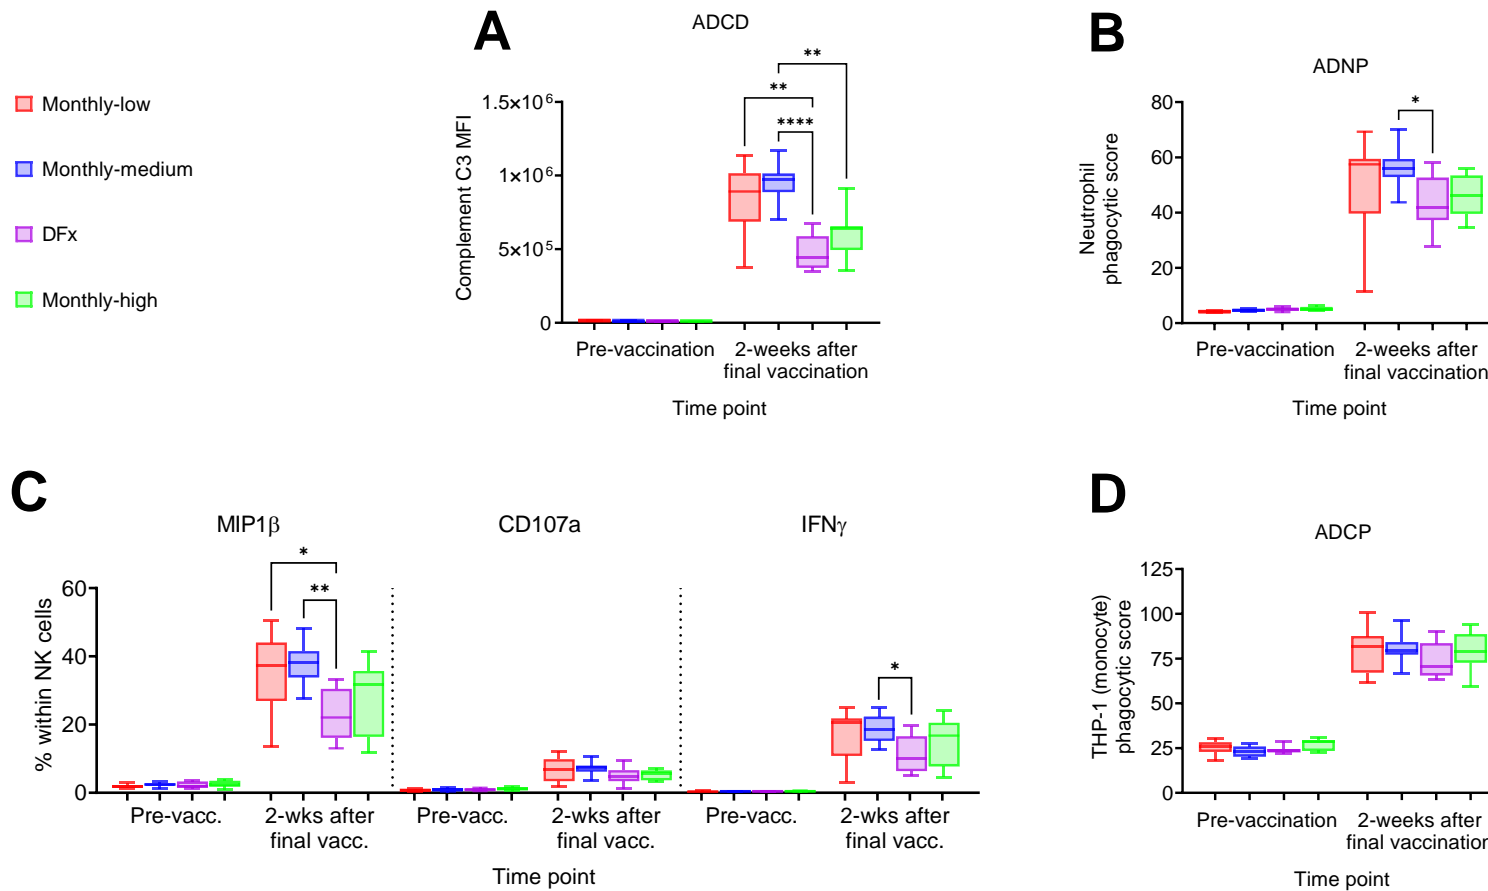 A
ADCD
Monthly-low
Monthly-medium
DFx
Monthly-high
Complement C3 MFI
1.5×10⁶
1×10⁶
5×10⁵
0
**
**
****
Pre-vaccination
2-weeks after
final vaccination
Time point
B
ADNP
Neutrophil
phagocytic score
80
60
40
20
0
*
Pre-vaccination
2-weeks after
final vaccination
Time point
C
MIP1β
CD107a
IFNγ
% within NK cells
60
40
20
0
*
**
*
Pre-vacc.
2-wks after
final vacc.
Pre-vacc.
2-wks after
final vacc.
Pre-vacc.
2-wks after
final vacc.
Time point
D
ADCP
THP-1 (monocyte)
phagocytic score
125
100
75
50
25
0
Pre-vaccination
2-weeks after
final vaccination
Time point